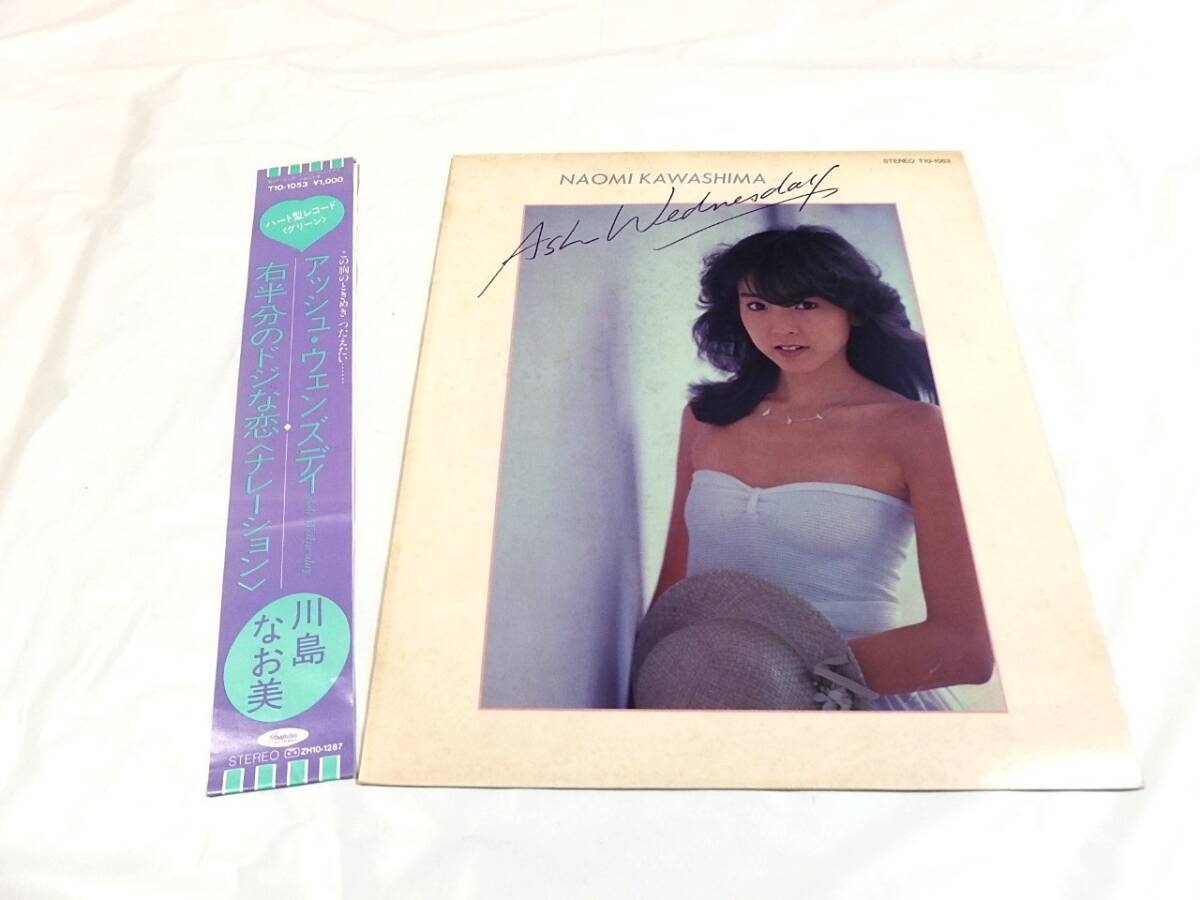 T10-1053 ¥1,000
ハート型レコード
〈グリーン〉
この胸のときめき つたえたい……
アッシュ・ウェンズデイ
Ash Wednesday
右半分のドジな恋〈ナレーション〉
川島
なお美
STEREO ZH10-1287
STEREO T10-1053
NAOMI KAWASHIMA
Ash Wednesday